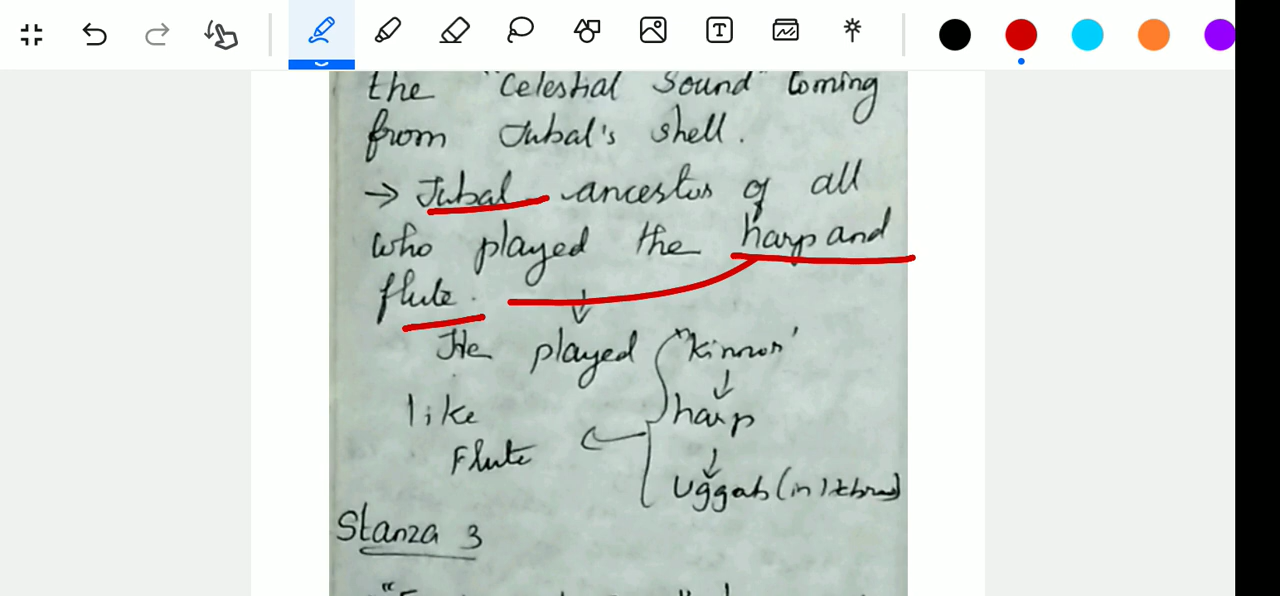 the "Celestial Sound" Coming
from Jubal's shell.
→ Jubal - ancestor of all
who played the harp and
flute.
He played "kinnor'
like harp
Flute
Uggab (in
Stanza 3